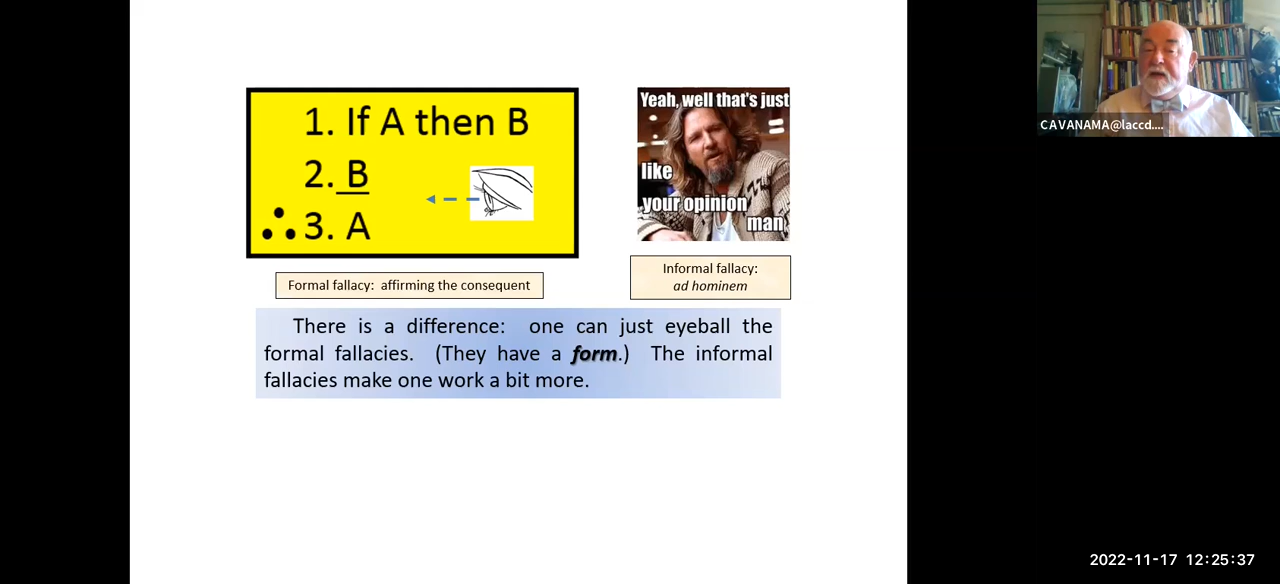 1. If A then B
2. B
∴ 3. A
Yeah, well that's just
like
your opinion
man
Formal fallacy: affirming the consequent
Informal fallacy:
ad hominem
There is a difference: one can just eyeball the
formal fallacies. (They have a form.) The informal
fallacies make one work a bit more.
CAVANAMA@laccd....
2022-11-17 12:25:37